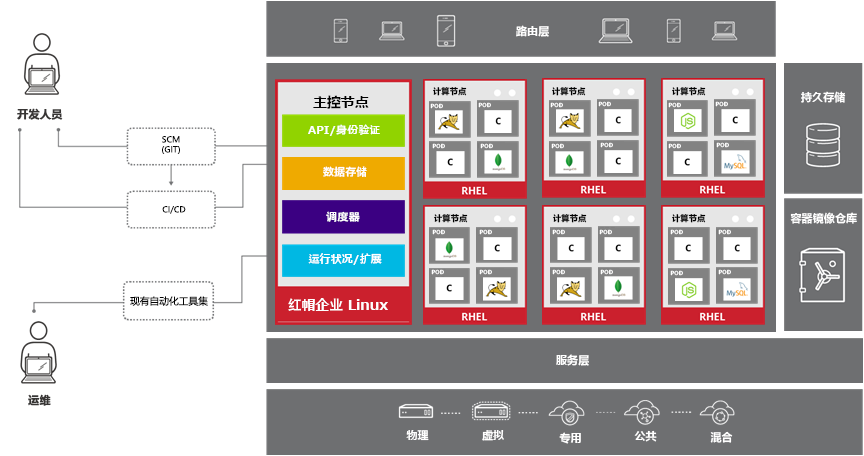 路由层
开发人员
SCM
(GIT)
CI/CD
现有自动化工具集
运维
主控节点
API/身份验证
数据存储
调度器
运行状况/扩展
红帽企业 Linux
计算节点
POD
POD
C
POD
C
POD
RHEL
计算节点
POD
POD
C
POD
POD
C
RHEL
计算节点
POD
JS
POD
C
POD
C
POD
MySQL
RHEL
计算节点
POD
POD
C
POD
C
POD
RHEL
计算节点
POD
C
POD
C
POD
POD
RHEL
计算节点
POD
C
POD
C
POD
JS
POD
MySQL
RHEL
持久存储
容器镜像仓库
服务层
物理
虚拟
专用
公共
混合